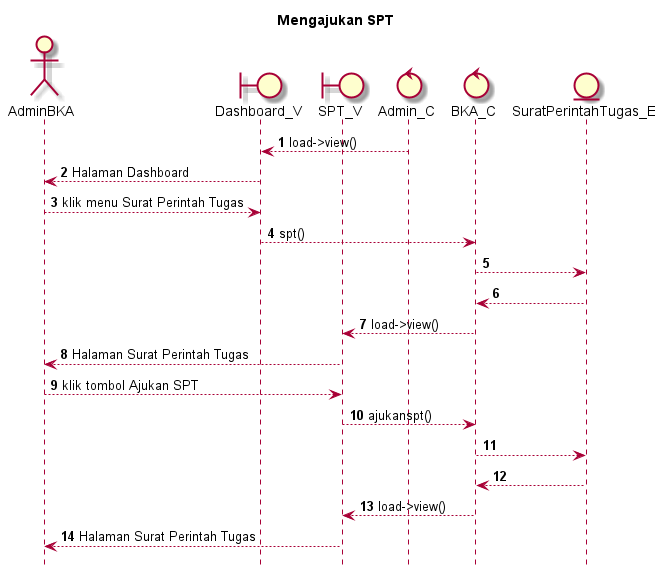 Mengajukan SPT
AdminBKA
Dashboard_V
SPT_V
Admin_C
BKA_C
SuratPerintahTugas_E
1 load->view()
2 Halaman Dashboard
3 klik menu Surat Perintah Tugas
4 spt()
5
6
7 load->view()
8 Halaman Surat Perintah Tugas
9 klik tombol Ajukan SPT
10 ajukanspt()
11
12
13 load->view()
14 Halaman Surat Perintah Tugas